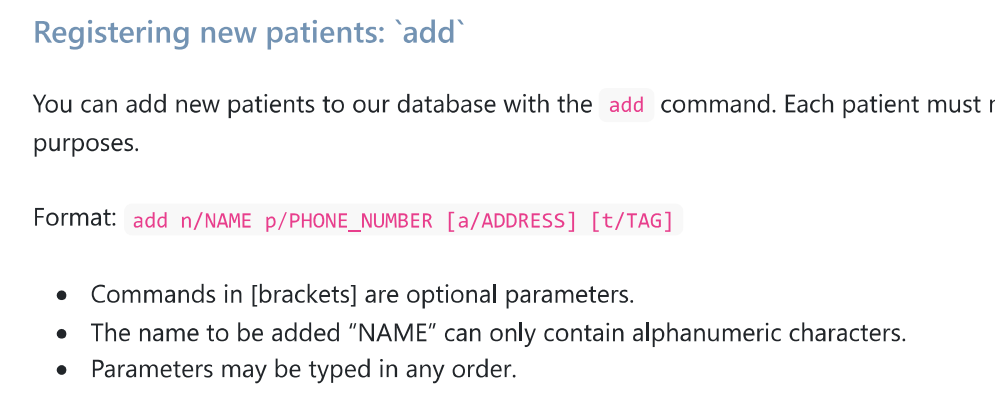 Registering new patients: `add`
You can add new patients to our database with the add command. Each patient must
purposes.
Format: add n/NAME p/PHONE_NUMBER [a/ADDRESS] [t/TAG]
• Commands in [brackets] are optional parameters.
• The name to be added “NAME” can only contain alphanumeric characters.
• Parameters may be typed in any order.